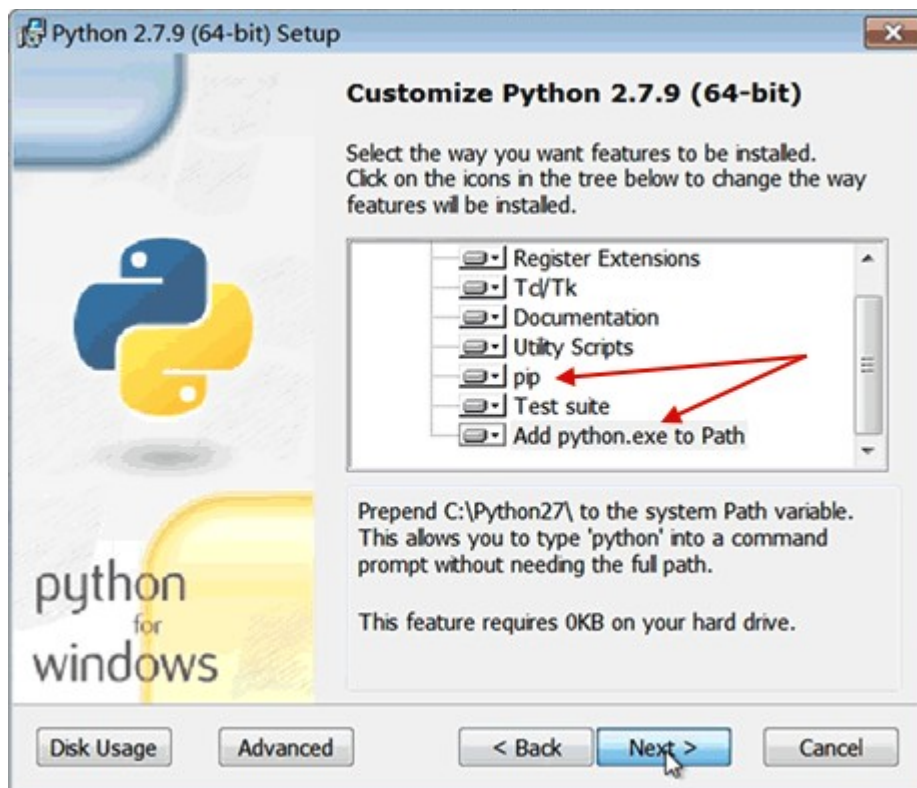 Python 2.7.9 (64-bit) Setup
Customize Python 2.7.9 (64-bit)
Select the way you want features to be installed.
Click on the icons in the tree below to change the way
features will be installed.
Register Extensions
Tcl/Tk
Documentation
Utility Scripts
pip
Test suite
Add python.exe to Path
Prepend C:\Python27\ to the system Path variable.
This allows you to type 'python' into a command
prompt without needing the full path.
This feature requires 0KB on your hard drive.
python
for
windows
Disk Usage
Advanced
< Back
Next >
Cancel